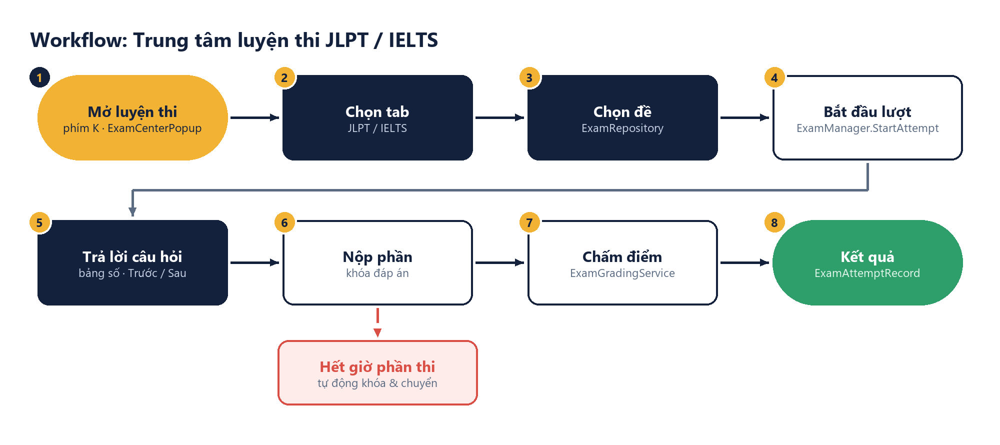 Workflow: Trung tâm luyện thi JLPT / IELTS
1
Mở luyện thi
phím K · ExamCenterPopup
2
Chọn tab
JLPT / IELTS
3
Chọn đề
ExamRepository
4
Bắt đầu lượt
ExamManager.StartAttempt
5
Trả lời câu hỏi
bảng số · Trước / Sau
6
Nộp phần
khóa đáp án
7
Chấm điểm
ExamGradingService
8
Kết quả
ExamAttemptRecord
Hết giờ phần thi
tự động khóa & chuyển